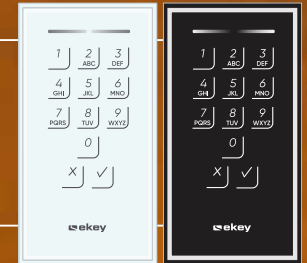 1 2 3
ABC DEF
4 5 6
GHI JKL MNO
7 8 9
PQRS TUV WXYZ
0
X ✓
ekey
1 2 3
ABC DEF
4 5 6
GHI JKL MNO
7 8 9
PQRS TUV WXYZ
0
X ✓
ekey